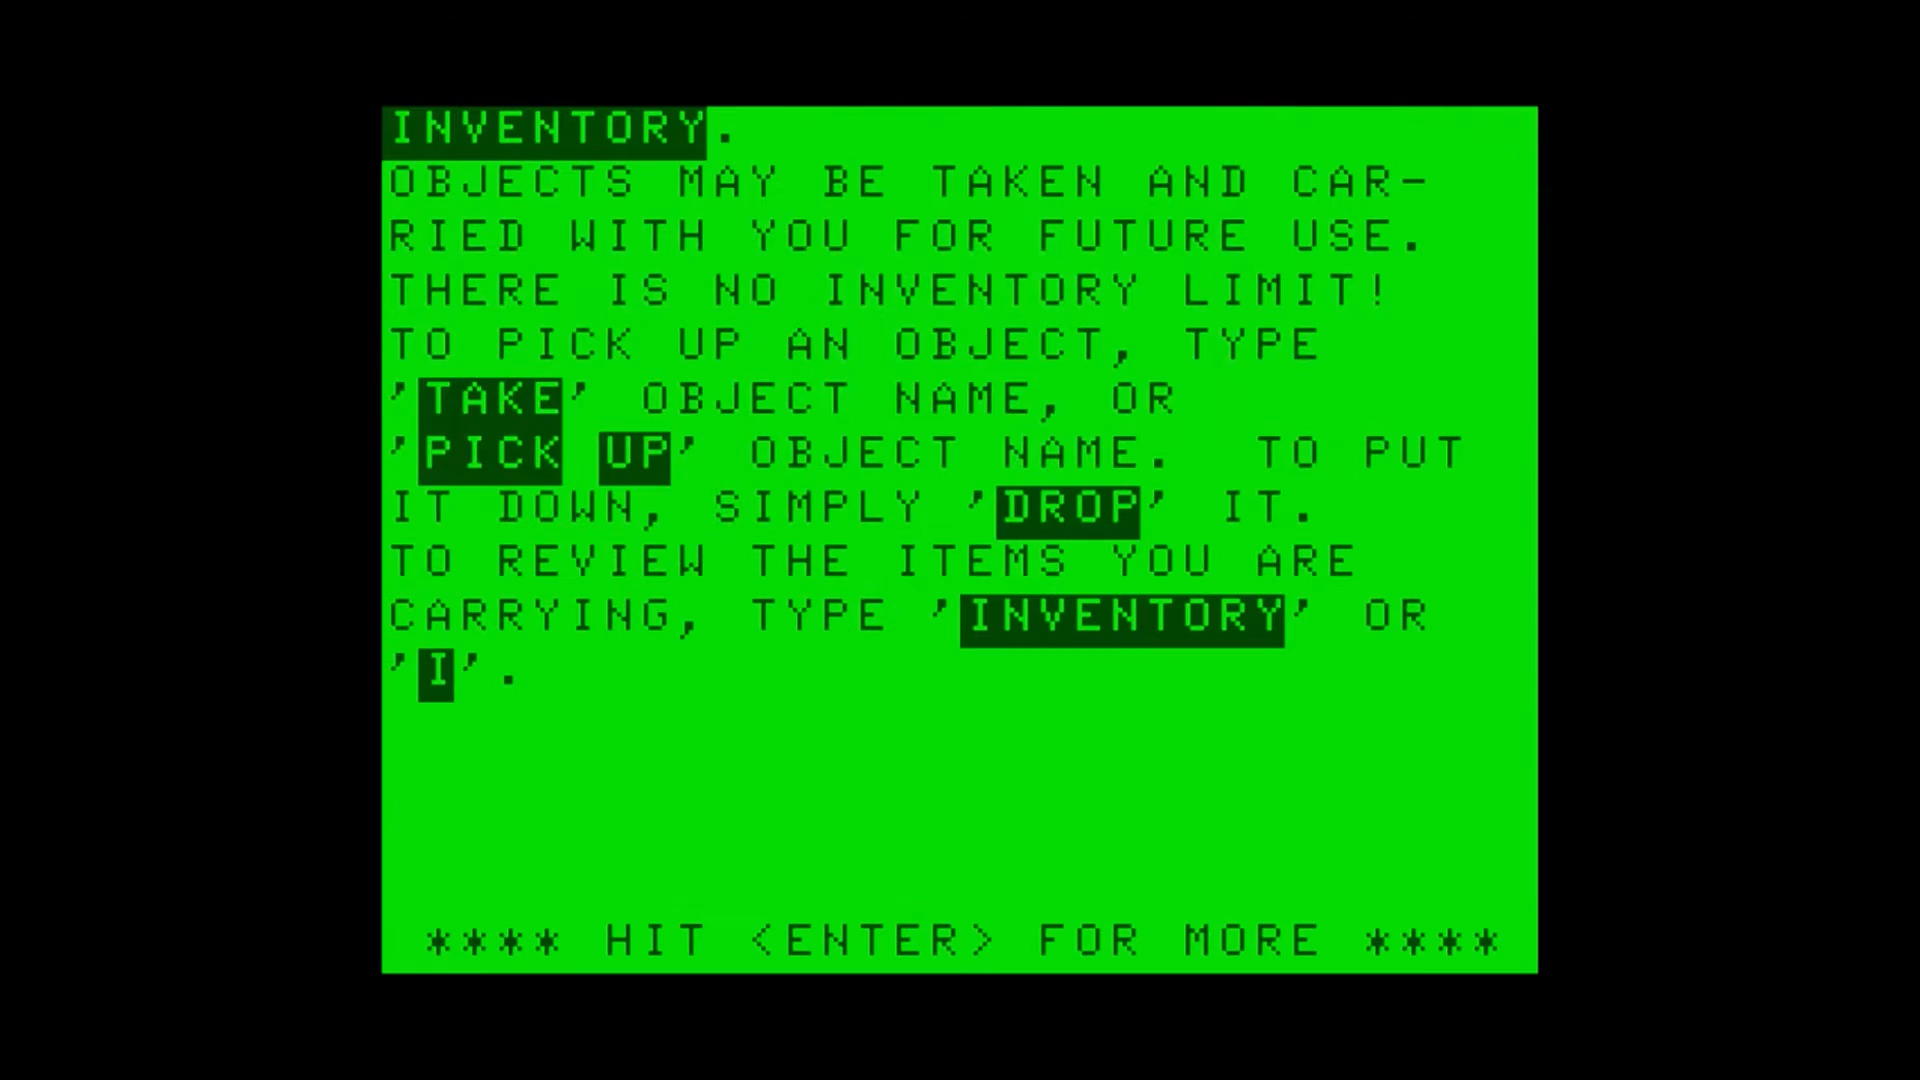 INVENTORY.
OBJECTS MAY BE TAKEN AND CAR-
RIED WITH YOU FOR FUTURE USE.
THERE IS NO INVENTORY LIMIT!
TO PICK UP AN OBJECT, TYPE
'TAKE' OBJECT NAME, OR
'PICK UP' OBJECT NAME.  TO PUT
IT DOWN, SIMPLY 'DROP' IT.
TO REVIEW THE ITEMS YOU ARE
CARRYING, TYPE 'INVENTORY' OR
'I'.
**** HIT <ENTER> FOR MORE ****